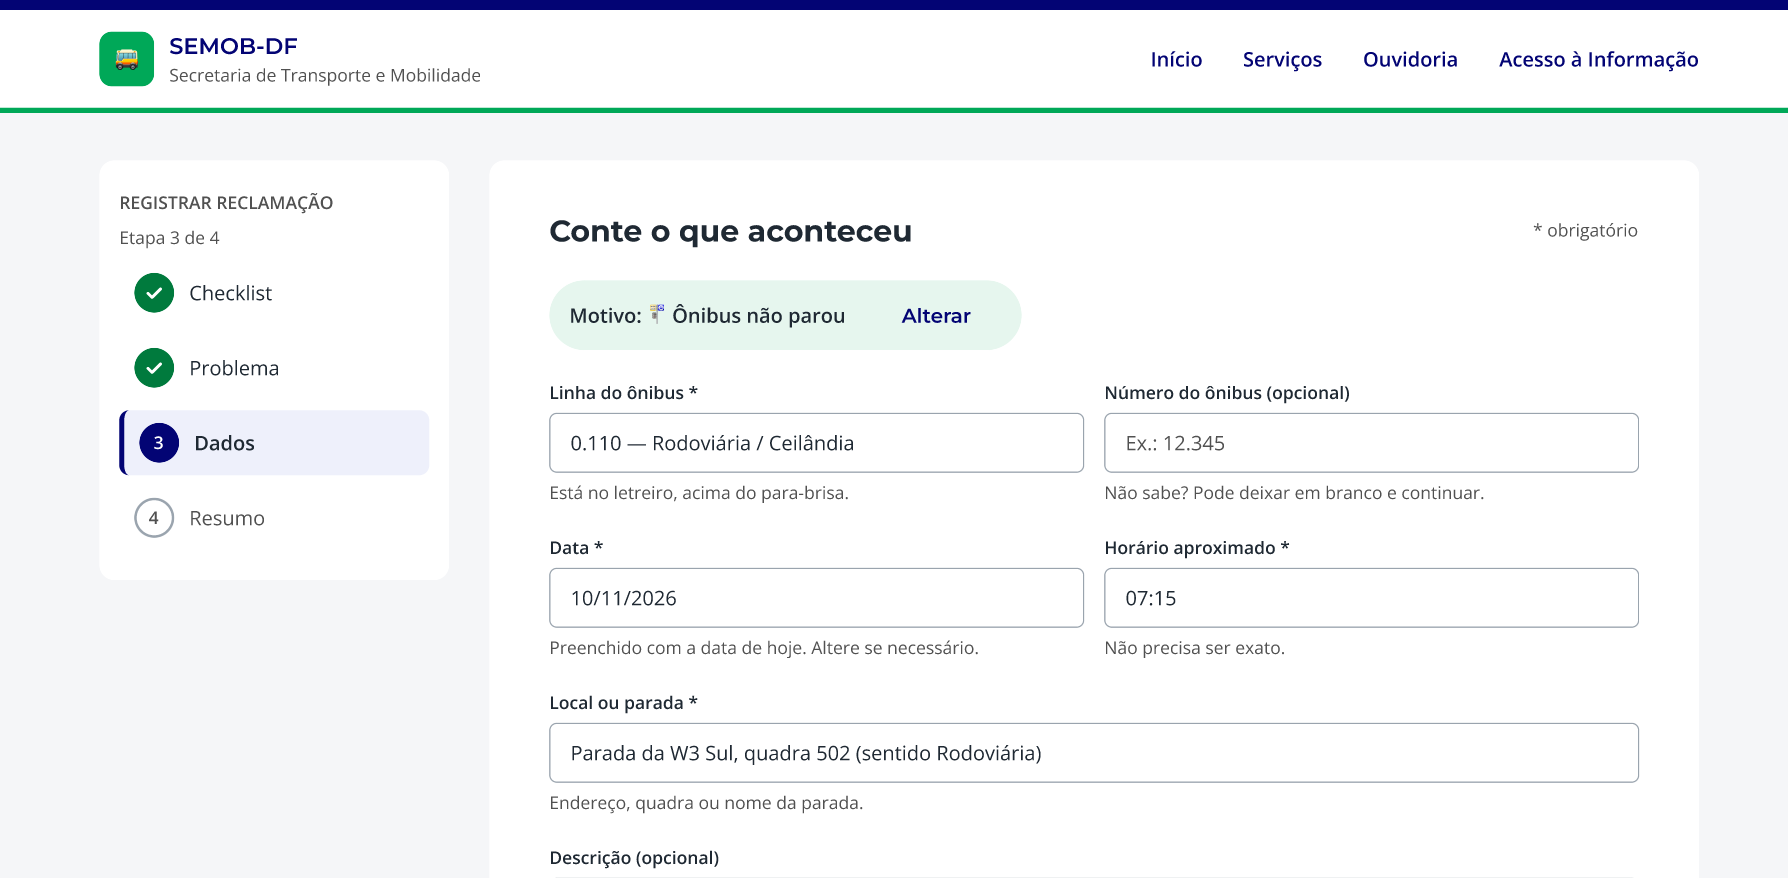 SEMOB-DF
Secretaria de Transporte e Mobilidade
Início
Serviços
Ouvidoria
Acesso à Informação
REGISTRAR RECLAMAÇÃO
Etapa 3 de 4
Checklist
Problema
3 Dados
4 Resumo
Conte o que aconteceu
* obrigatório
Motivo: 🚏 Ônibus não parou
Alterar
Linha do ônibus *
0.110 — Rodoviária / Ceilândia
Está no letreiro, acima do para-brisa.
Número do ônibus (opcional)
Ex.: 12.345
Não sabe? Pode deixar em branco e continuar.
Data *
10/11/2026
Preenchido com a data de hoje. Altere se necessário.
Horário aproximado *
07:15
Não precisa ser exato.
Local ou parada *
Parada da W3 Sul, quadra 502 (sentido Rodoviária)
Endereço, quadra ou nome da parada.
Descrição (opcional)